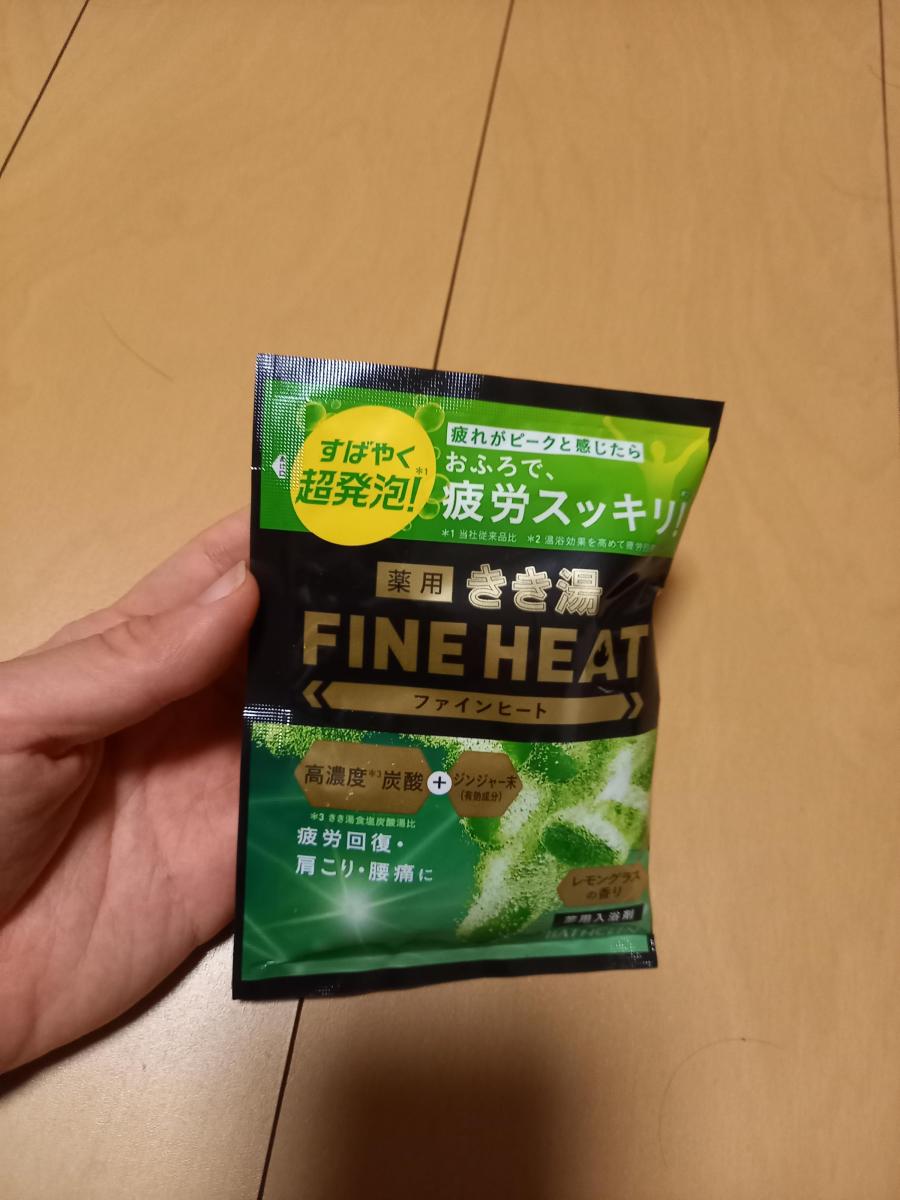 すばやく
超発泡!*1
疲れがピークと感じたら
おふろで、
疲労スッキリ!
*1 当社従来品比 *2 温浴効果を高めて疲労回
薬用 きき湯
FINE HEAT
ファインヒート
高濃度*3炭酸 + ジンジャー末
(有効成分)
*3 きき湯食塩炭酸湯比
疲労回復・
肩こり・腰痛に
レモングラス
の香り
薬用入浴剤
BATHCLIN